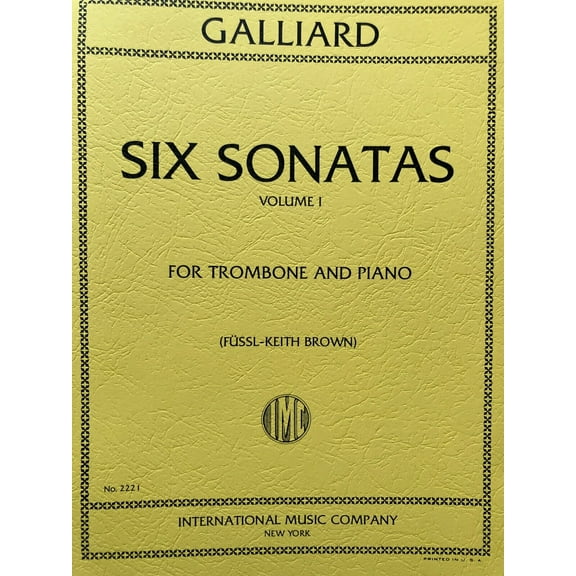 GALLIARD
SIX SONATAS
VOLUME I
FOR TROMBONE AND PIANO
(FÜSSL-KEITH BROWN)
IMC
No. 2221
INTERNATIONAL MUSIC COMPANY
NEW YORK
PRINTED IN U. S. A